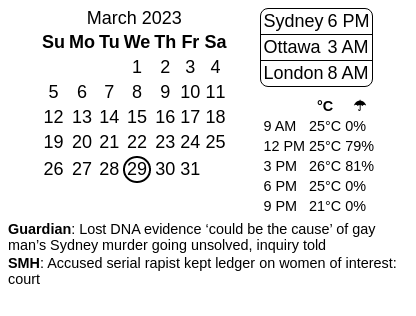 March 2023
Su Mo Tu We Th Fr Sa
1 2 3 4
5 6 7 8 9 10 11
12 13 14 15 16 17 18
19 20 21 22 23 24 25
26 27 28 29 30 31
Sydney 6 PM
Ottawa 3 AM
London 8 AM
°C ☂
9 AM 25°C 0%
12 PM 25°C 79%
3 PM 26°C 81%
6 PM 25°C 0%
9 PM 21°C 0%
Guardian: Lost DNA evidence ‘could be the cause’ of gay
man’s Sydney murder going unsolved, inquiry told
SMH: Accused serial rapist kept ledger on women of interest:
court